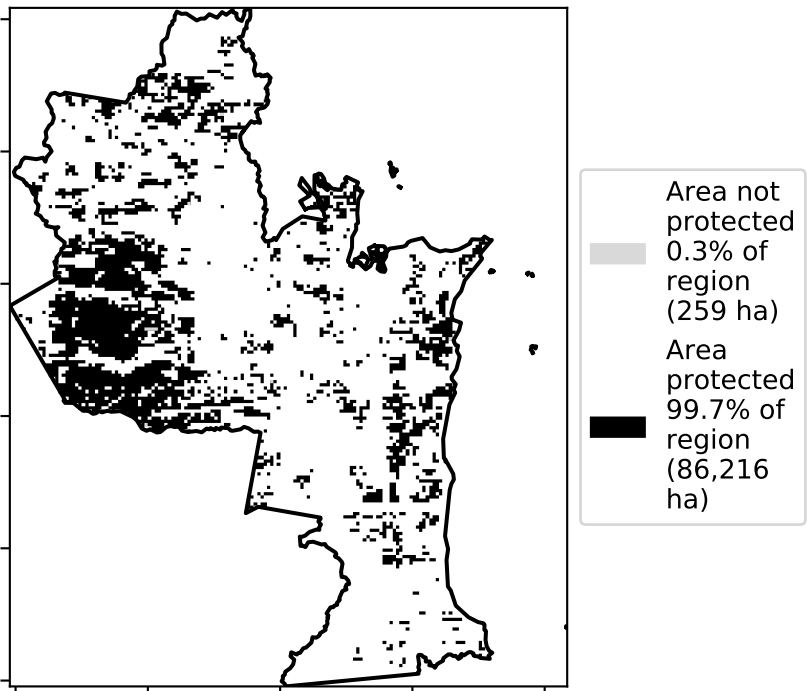 Area not
protected
0.3% of
region
(259 ha)
Area
protected
99.7% of
region
(86,216
ha)